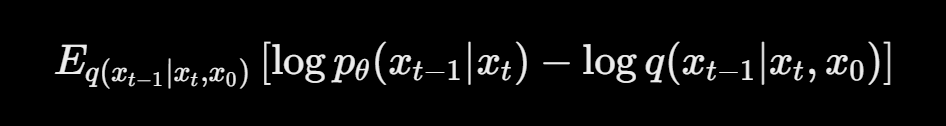 E_{q(x_{t-1}|x_t,x_0)} [log p_θ(x_{t-1}|x_t) − log q(x_{t-1}|x_t, x_0)]